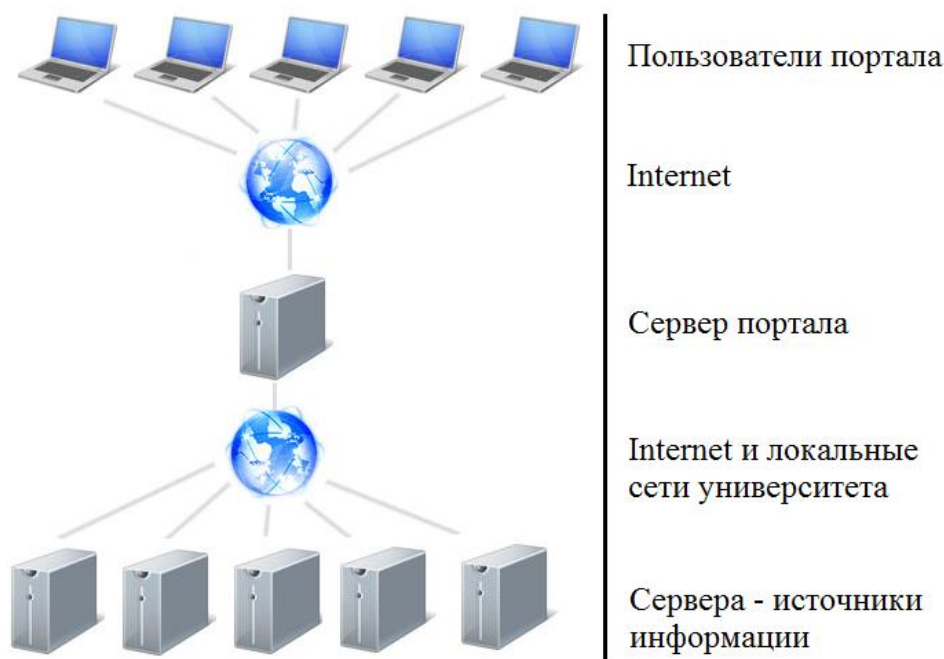 Пользователи портала
Internet
Сервер портала
Internet и локальные
сети университета
Сервера - источники
информации